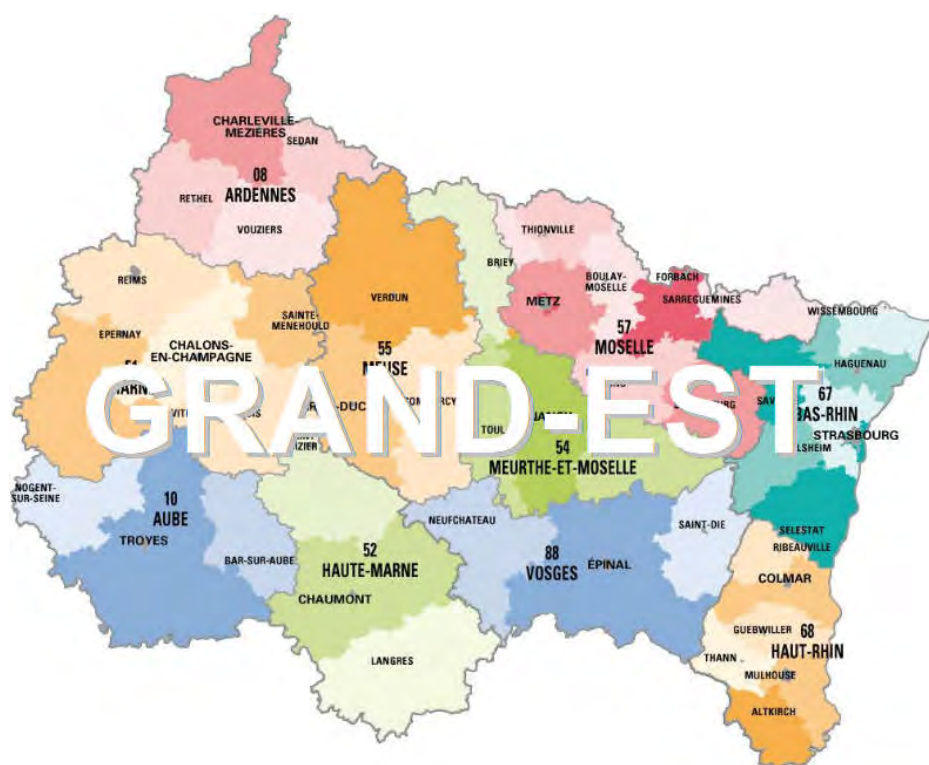 CHARLEVILLE-
MEZIÈRES
SEDAN
08
ARDENNES
RETHEL
VOUZIERS
THIONVILLE
BRIEY
BOULAY-
MOSELLE
FORBACH
SARREGUEMINES
METZ
57
MOSELLE
WISSEMBOURG
HAGUENAU
REIMS
EPERNAY
CHALONS-
EN-CHAMPAGNE
SAINTE-
MENEHOULD
VERDUN
55
MEUSE
GRAND-EST
TOUL
54
MEURTHE-ET-MOSELLE
67
BAS-RHIN
STRASBOURG
NOGENT-
SUR-SEINE
10
AUBE
TROYES
BAR-SUR-AUBE
52
HAUTE-MARNE
CHAUMONT
LANGRES
NEUFCHATEAU
88
VOSGES
ÉPINAL
SAINT-DIE
SELESTAT
RIBEAUVILLE
COLMAR
GUEBWILLER
68
HAUT-RHIN
THANN
MULHOUSE
ALTKIRCH